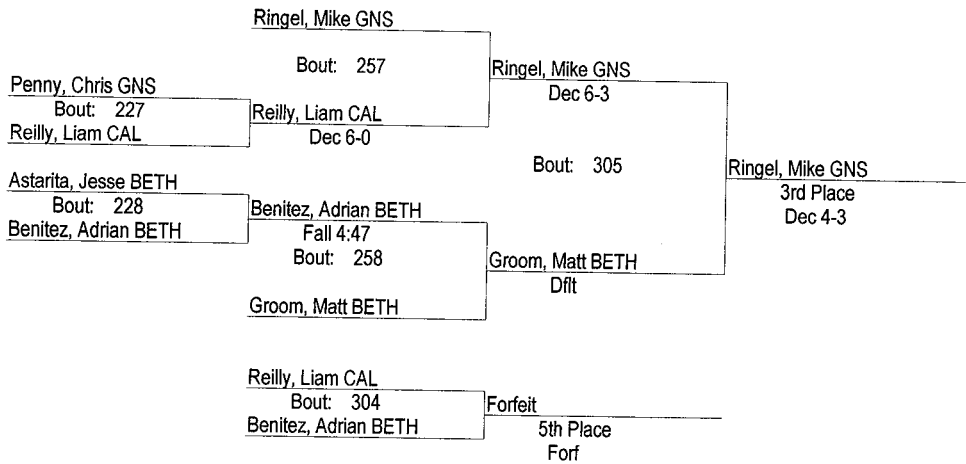 Ringel, Mike GNS
Bout: 257
Ringel, Mike GNS
Dec 6-3
Penny, Chris GNS
Bout: 227
Reilly, Liam CAL
Reilly, Liam CAL
Dec 6-0
Bout: 305
Ringel, Mike GNS
3rd Place
Dec 4-3
Astarita, Jesse BETH
Bout: 228
Benitez, Adrian BETH
Benitez, Adrian BETH
Fall 4:47
Bout: 258
Groom, Matt BETH
Dflt
Groom, Matt BETH
Reilly, Liam CAL
Bout: 304
Benitez, Adrian BETH
Forfeit
5th Place
Forf